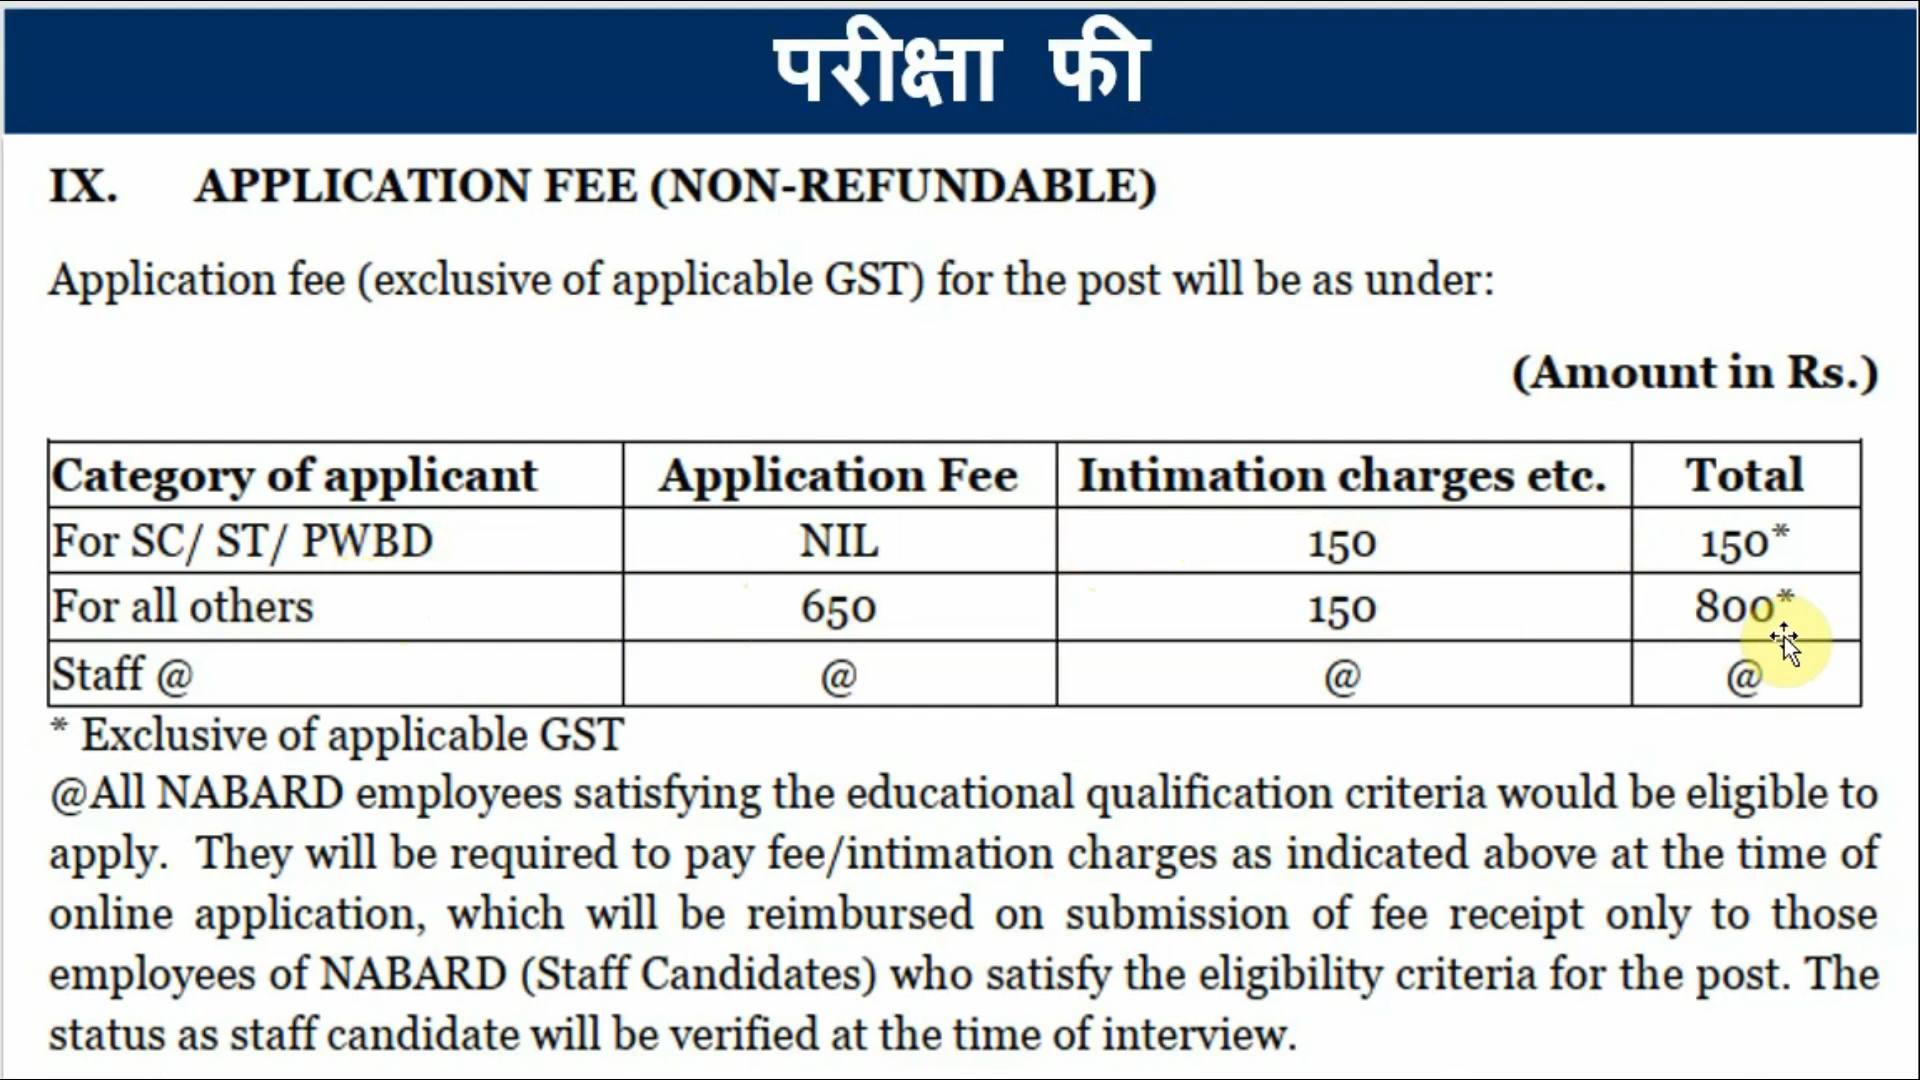 परीक्षा फी
IX. APPLICATION FEE (NON-REFUNDABLE)
Application fee (exclusive of applicable GST) for the post will be as under:
(Amount in Rs.)
Category of applicant Application Fee Intimation charges etc. Total
For SC/ ST/ PWBD NIL 150 150*
For all others 650 150 800*
Staff @ @ @ @
* Exclusive of applicable GST
@All NABARD employees satisfying the educational qualification criteria would be eligible to
apply. They will be required to pay fee/intimation charges as indicated above at the time of
online application, which will be reimbursed on submission of fee receipt only to those
employees of NABARD (Staff Candidates) who satisfy the eligibility criteria for the post. The
status as staff candidate will be verified at the time of interview.